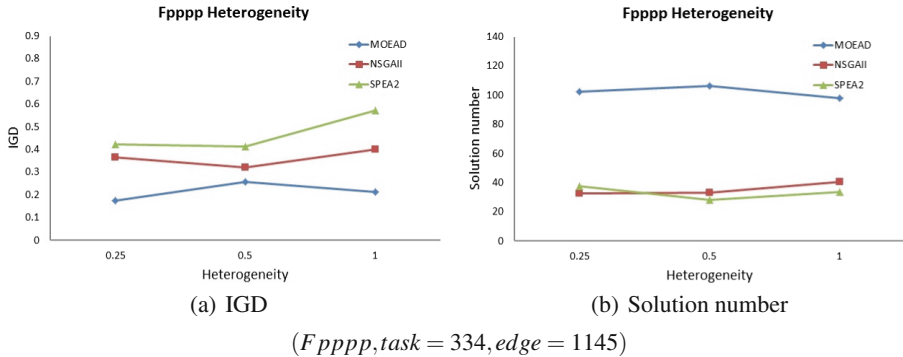 Fpppp Heterogeneity
0.9
0.8
0.7
0.6
0.5
0.4
0.3
0.2
0.1
0
IGD
MOEAD
NSGAII
SPEA2
0.25 0.5 1
Heterogeneity
(a) IGD
Fpppp Heterogeneity
140
120
100
80
60
40
20
0
Solution number
MOEAD
NSGAII
SPEA2
0.25 0.5 1
Heterogeneity
(b) Solution number
(Fpppp,task = 334,edge = 1145)